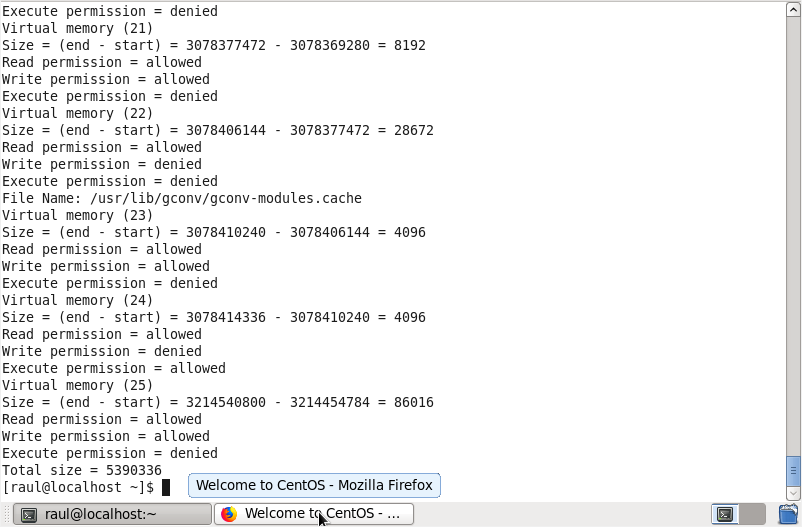 Execute permission = denied
Virtual memory (21)
Size = (end - start) = 3078377472 - 3078369280 = 8192
Read permission = allowed
Write permission = allowed
Execute permission = denied
Virtual memory (22)
Size = (end - start) = 3078406144 - 3078377472 = 28672
Read permission = allowed
Write permission = denied
Execute permission = denied
File Name: /usr/lib/gconv/gconv-modules.cache
Virtual memory (23)
Size = (end - start) = 3078410240 - 3078406144 = 4096
Read permission = allowed
Write permission = allowed
Execute permission = denied
Virtual memory (24)
Size = (end - start) = 3078414336 - 3078410240 = 4096
Read permission = allowed
Write permission = denied
Execute permission = allowed
Virtual memory (25)
Size = (end - start) = 3214540800 - 3214454784 = 86016
Read permission = allowed
Write permission = allowed
Execute permission = denied
Total size = 5390336
[raul@localhost ~]$
Welcome to CentOS - Mozilla Firefox
raul@localhost:~
Welcome to CentOS - ...